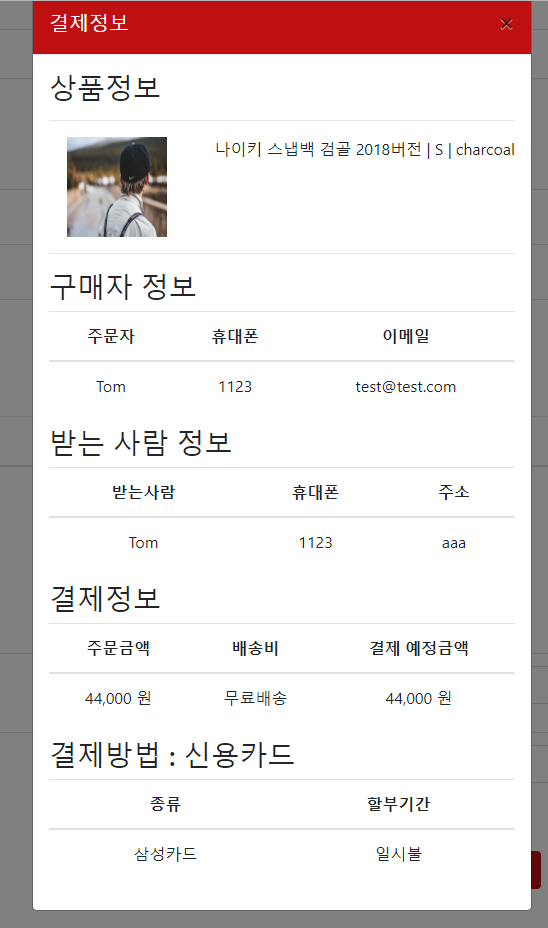 결제정보 ×
상품정보
나이키 스냅백 검골 2018버전 | S | charcoal
구매자 정보
주문자 휴대폰 이메일
Tom 1123 test@test.com
받는 사람 정보
받는사람 휴대폰 주소
Tom 1123 aaa
결제정보
주문금액 배송비 결제 예정금액
44,000 원 무료배송 44,000 원
결제방법 : 신용카드
종류 할부기간
삼성카드 일시불